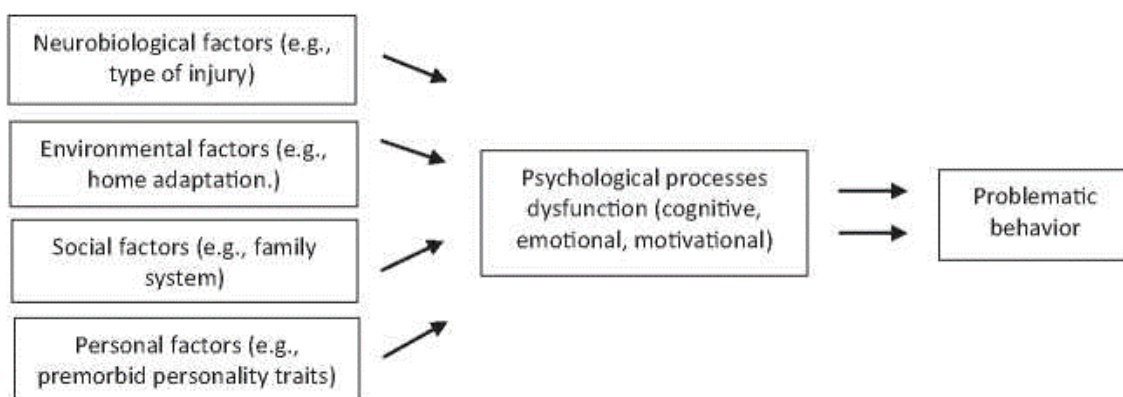 Neurobiological factors (e.g.,
type of injury)
Environmental factors (e.g.,
home adaptation.)
Social factors (e.g., family
system)
Personal factors (e.g.,
premorbid personality traits)
Psychological processes
dysfunction (cognitive,
emotional, motivational)
Problematic
behavior